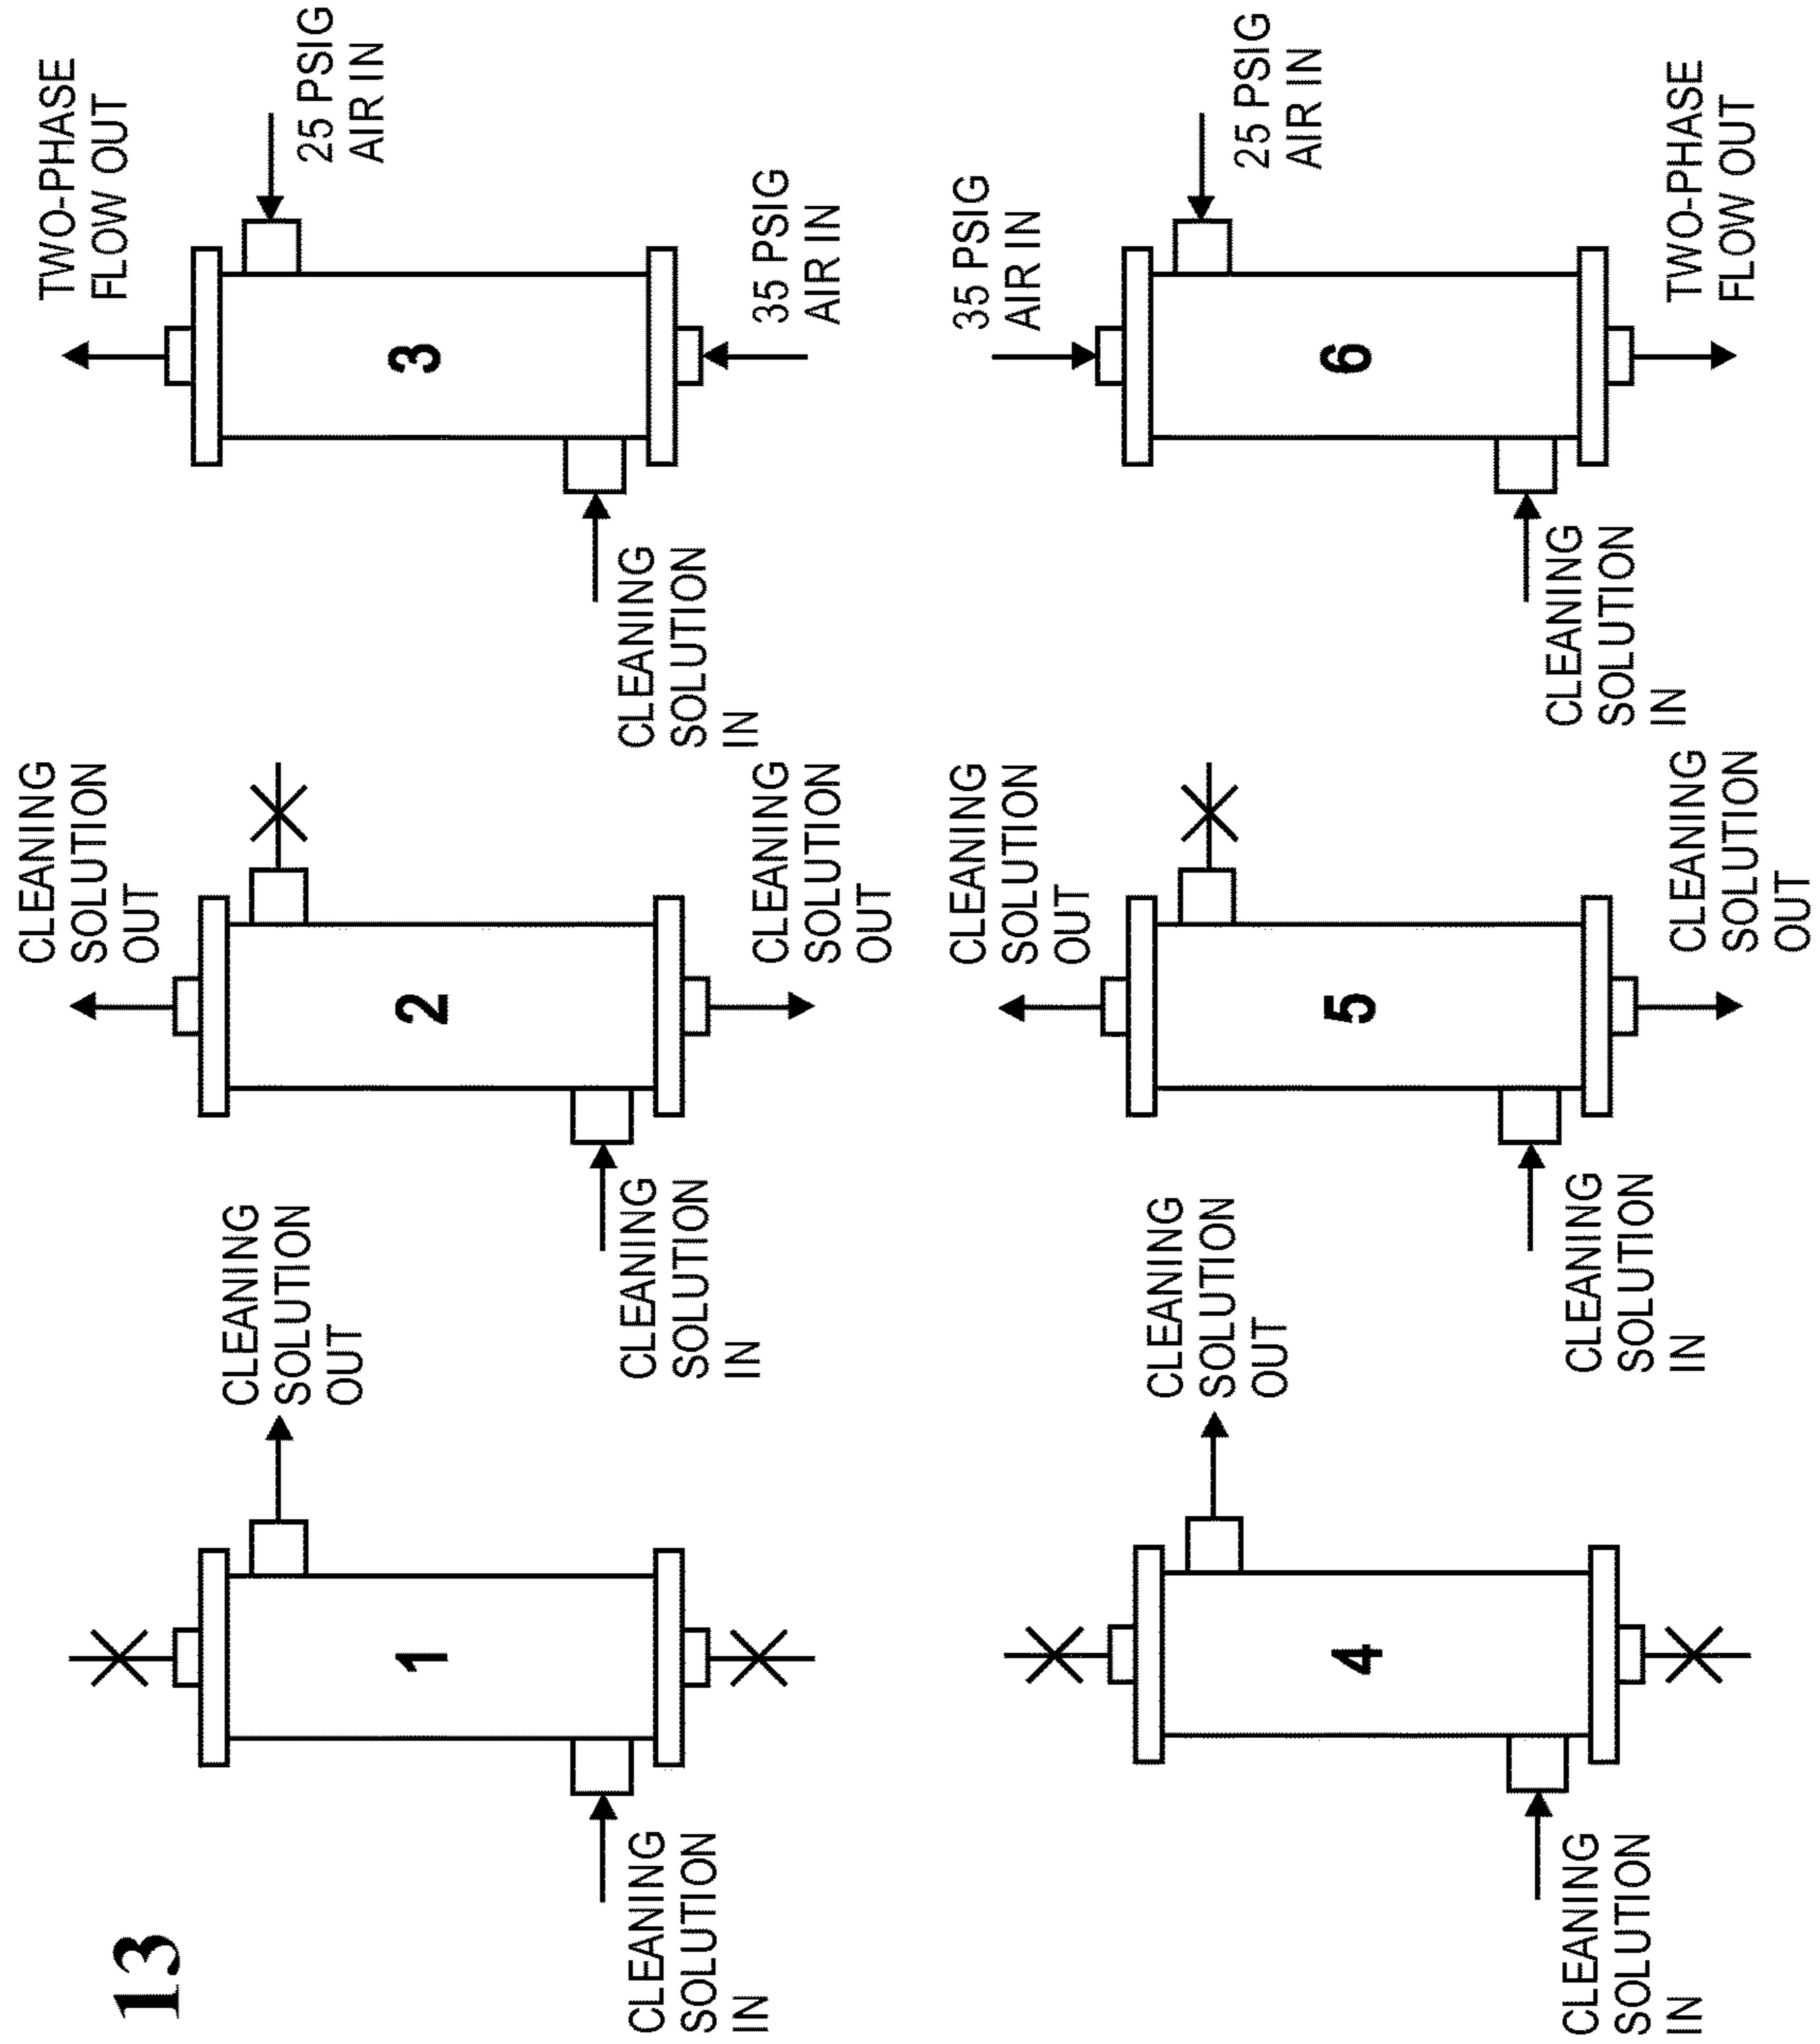 13
CLEANING
SOLUTION
OUT
1
CLEANING
SOLUTION
IN
CLEANING
SOLUTION
OUT
2
CLEANING
SOLUTION
IN
CLEANING
SOLUTION
OUT
TWO-PHASE
FLOW OUT
25 PSIG
AIR IN
3
CLEANING
SOLUTION
IN
35 PSIG
AIR IN
CLEANING
SOLUTION
OUT
4
CLEANING
SOLUTION
IN
CLEANING
SOLUTION
OUT
5
CLEANING
SOLUTION
IN
CLEANING
SOLUTION
OUT
35 PSIG
AIR IN
25 PSIG
AIR IN
6
CLEANING
SOLUTION
IN
TWO-PHASE
FLOW OUT